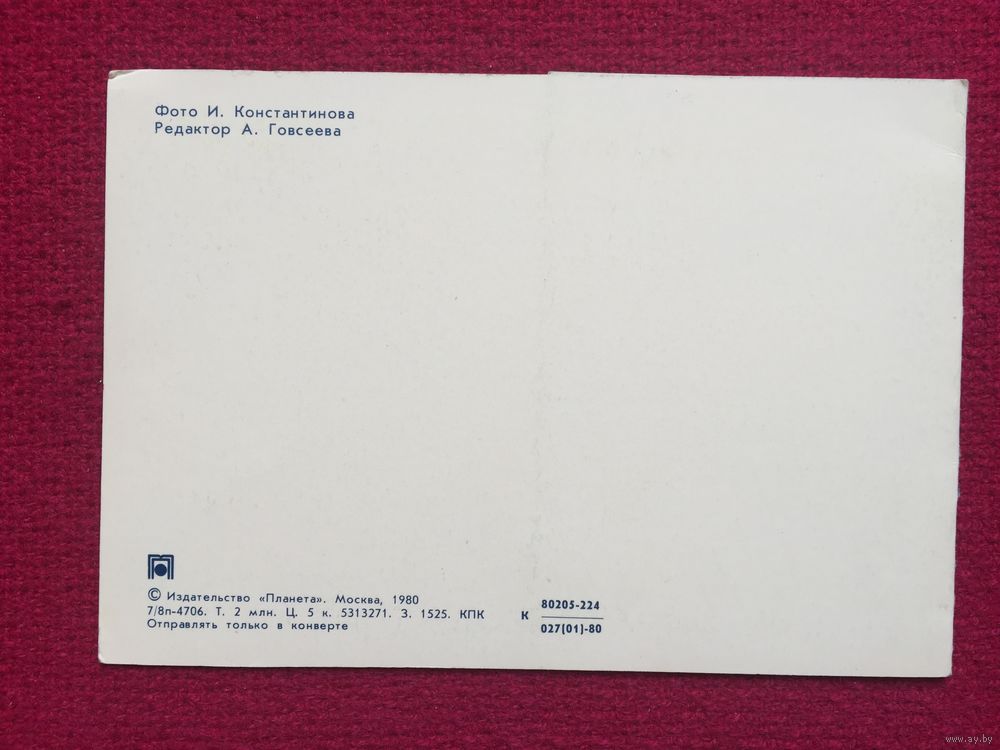 Фото И. Константинова
Редактор А. Говсеева
© Издательство «Планета». Москва, 1980
7/8п-4706. Т. 2 млн. Ц. 5 к. 5313271. З. 1525. КПК
Отправлять только в конверте
К 80205-224
027(01)-80
www.ay.by